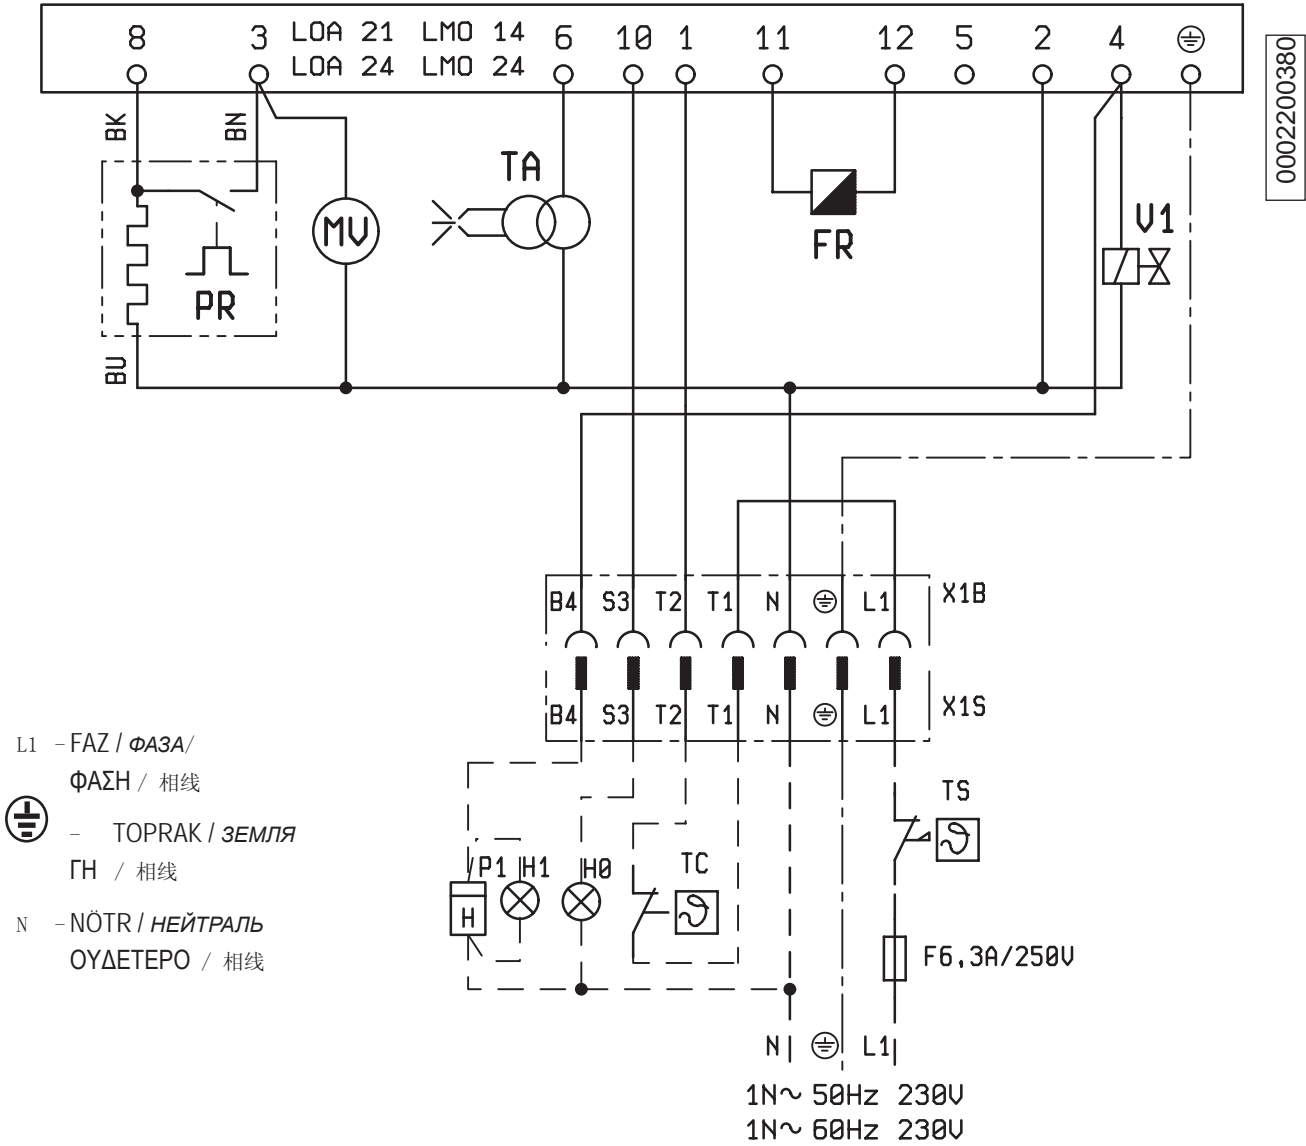 8 3 LOA 21 LMO 14 6 10 1 11 12 5 2 4
LOA 24 LMO 24
0002200380
BK
BN
TA
MV
FR
V1
PR
BU
B4 S3 T2 T1 N L1 X1B
B4 S3 T2 T1 N L1 X1S
L1 - FAZ / ФАЗА/
ΦΑΣΗ / 相线
- TOPRAK / ЗЕМЛЯ
ΓΗ / 相线
N - NÖTR / НЕЙТРАЛЬ
ΟΥΔΕΤΕΡΟ / 相线
TS
P1 H1 H0 TC
H
F6,3A/250V
N L1
1N~ 50Hz 230V
1N~ 60Hz 230V